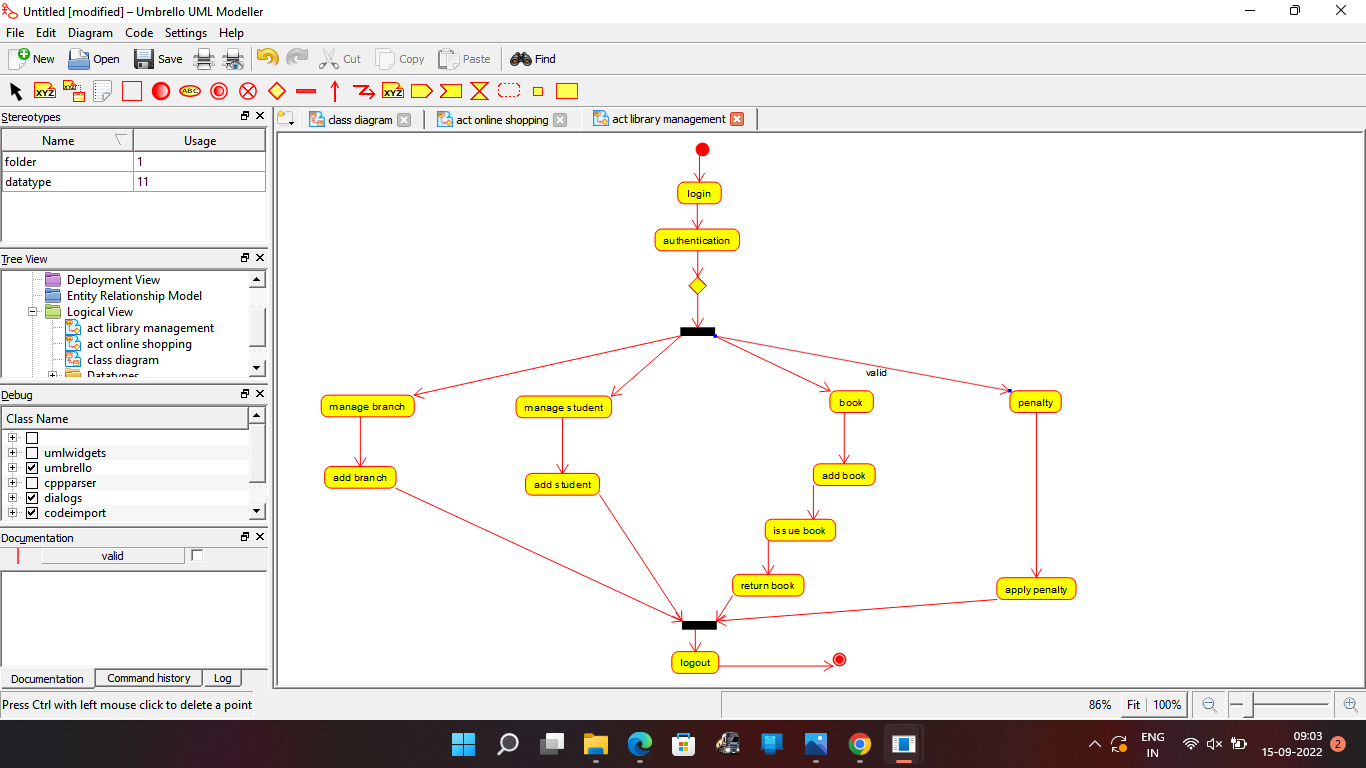 Untitled [modified] – Umbrello UML Modeller
File Edit Diagram Code Settings Help
New Open Save Cut Copy Paste Find
XYZ XYZ ABC XYZ
Stereotypes
class diagram act online shopping act library management
Name Usage
folder 1
datatype 11
Tree View
Deployment View
Entity Relationship Model
Logical View
act library management
act online shopping
class diagram
Datatypes
Debug
Class Name
umlwidgets
umbrello
cppparser
dialogs
codeimport
Documentation
valid
Documentation Command history Log
login
authentication
valid
manage branch manage student book penalty
add branch add student add book
issue book
return book apply penalty
logout
Press Ctrl with left mouse click to delete a point
86% Fit 100%
ENG
IN
09:03
15-09-2022
2